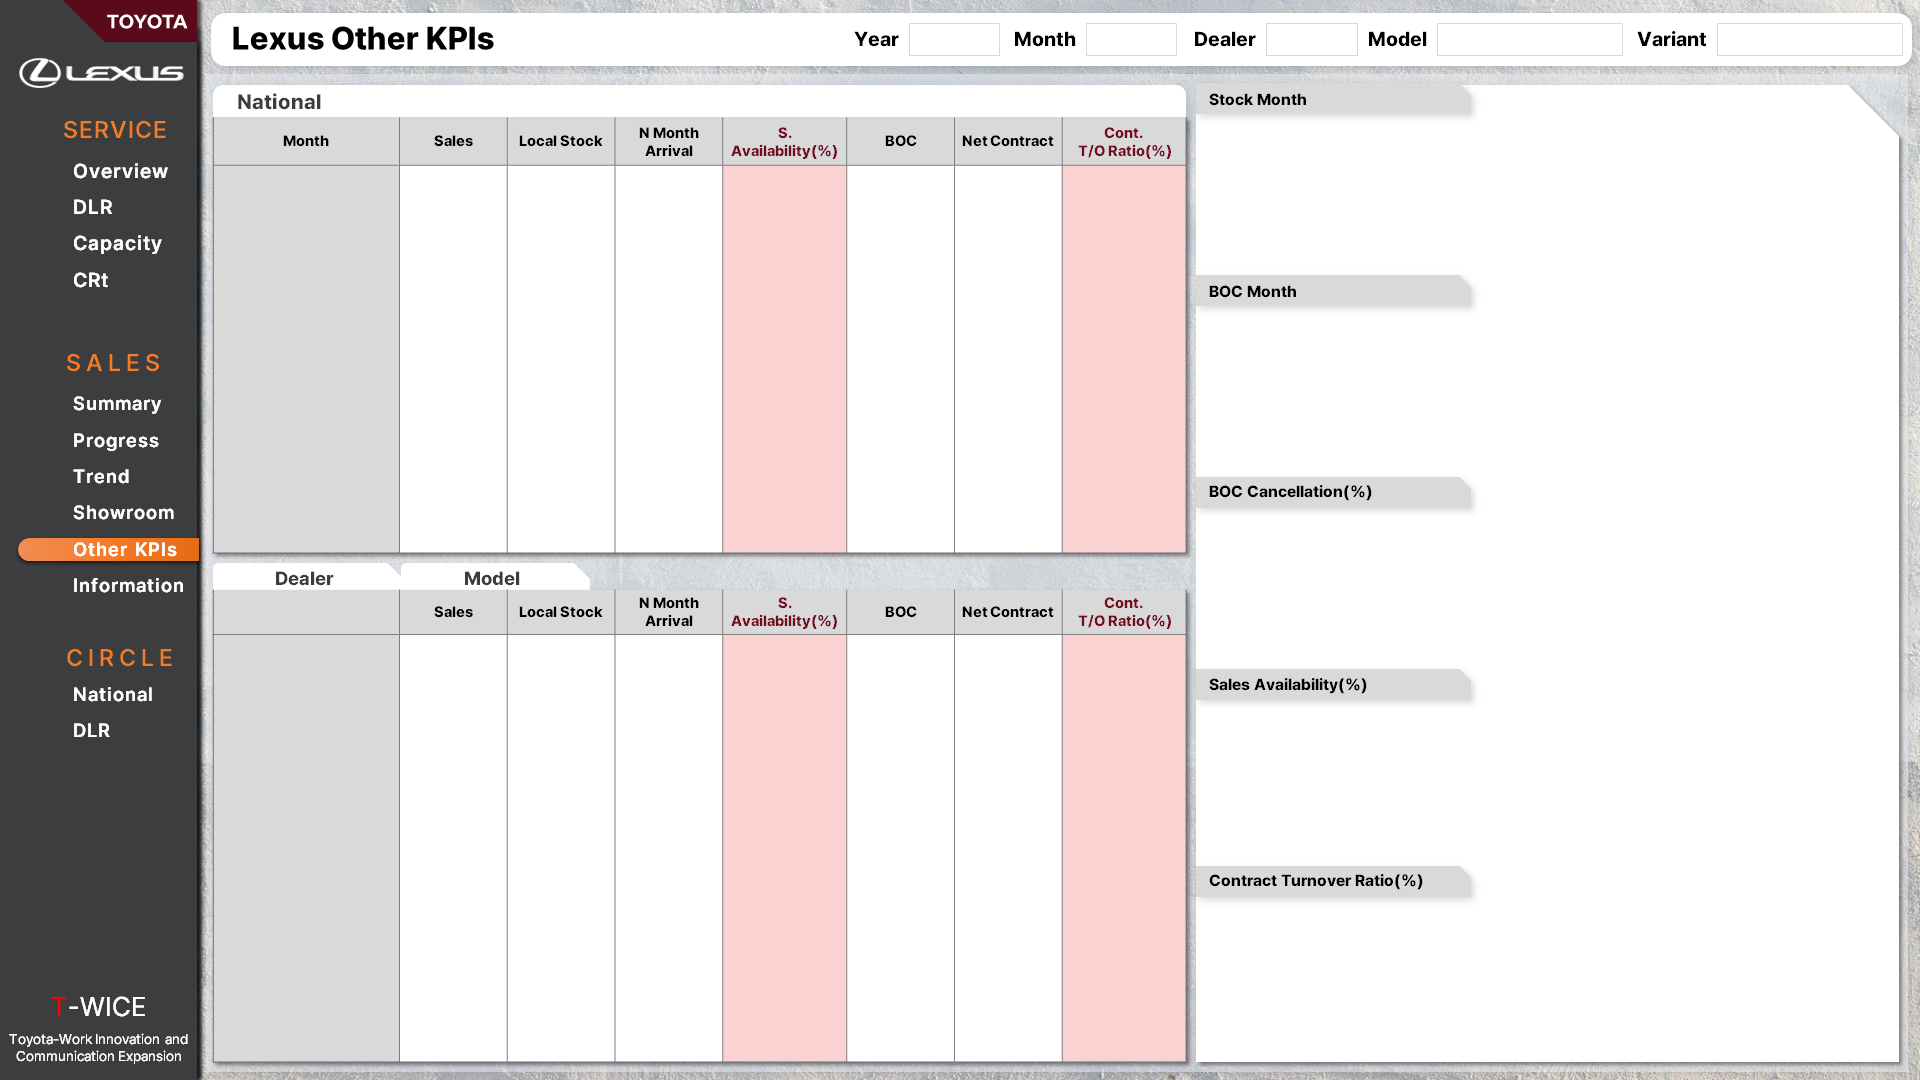 TOYOTA
LEXUS
SERVICE
Overview
DLR
Capacity
CRt
SALES
Summary
Progress
Trend
Showroom
Other KPIs
Information
CIRCLE
National
DLR
T-WICE
Toyota-Work Innovation and
Communication Expansion
Lexus Other KPIs
Year
Month
Dealer
Model
Variant
National
Month
Sales
Local Stock
N Month
Arrival
S.
Availability(%)
BOC
Net Contract
Cont.
T/O Ratio(%)
Dealer
Model
Sales
Local Stock
N Month
Arrival
S.
Availability(%)
BOC
Net Contract
Cont.
T/O Ratio(%)
Stock Month
BOC Month
BOC Cancellation(%)
Sales Availability(%)
Contract Turnover Ratio(%)